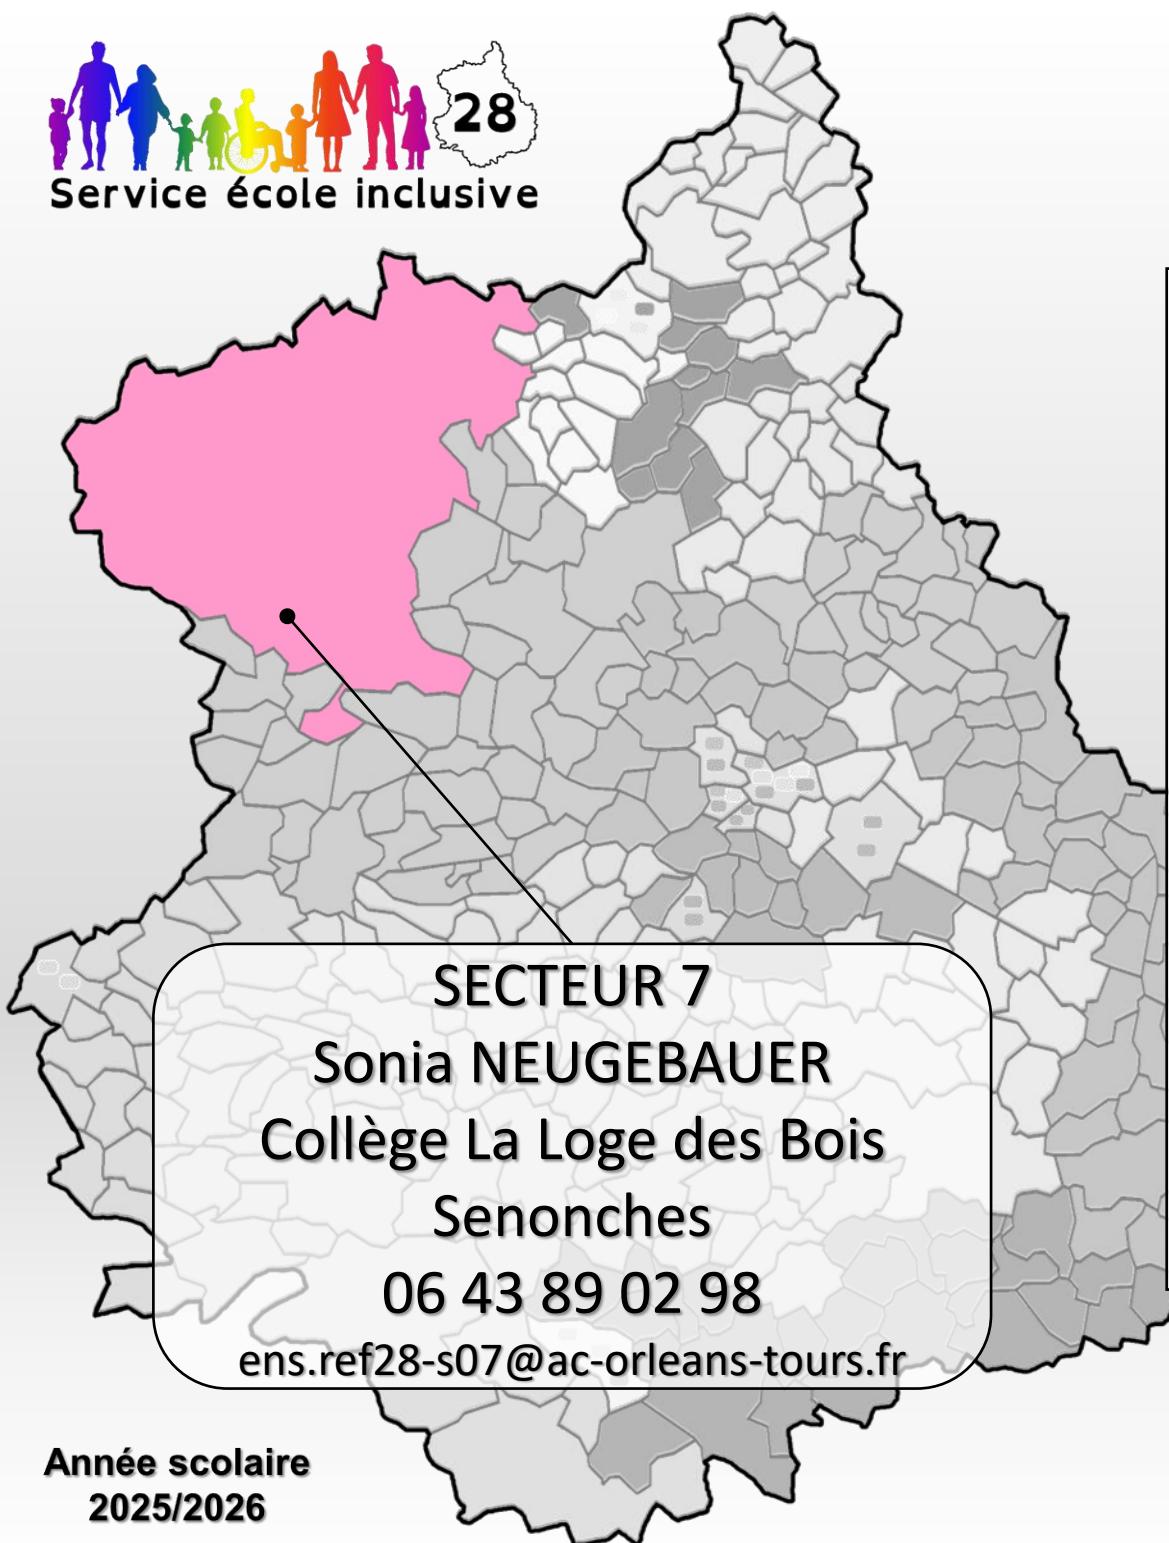 28
Service école inclusive
SECTEUR 7
Sonia NEUGEBAUER
Collège La Loge des Bois
Senonches
06 43 89 02 98
ens.ref28-s07@ac-orleans-tours.fr
Année scolaire
2025/2026